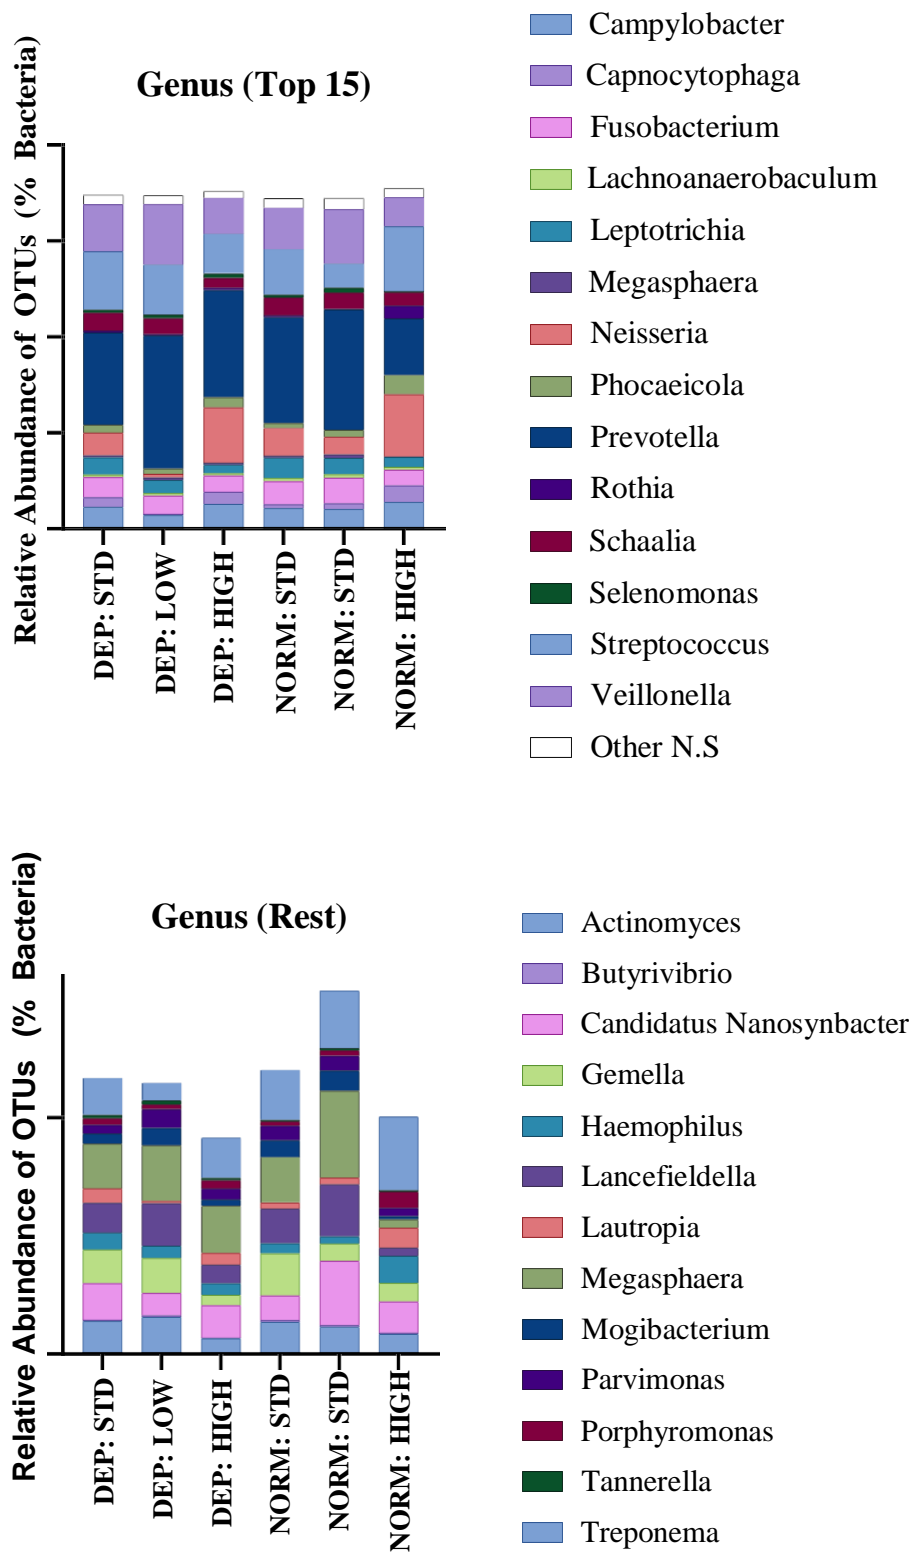 Genus (Top 15)
Relative Abundance of OTUs (% Bacteria)
DEP: STD
DEP: LOW
DEP: HIGH
NORM: STD
NORM: STD
NORM: HIGH
Campylobacter
Capnocytophaga
Fusobacterium
Lachnoanaerobaculum
Leptotrichia
Megasphaera
Neisseria
Phocaeicola
Prevotella
Rothia
Schaalia
Selenomonas
Streptococcus
Veillonella
Other N.S
Genus (Rest)
Relative Abundance of OTUs (% Bacteria)
DEP: STD
DEP: LOW
DEP: HIGH
NORM: STD
NORM: STD
NORM: HIGH
Actinomyces
Butyrivibrio
Candidatus Nanosynbacter
Gemella
Haemophilus
Lancefieldella
Lautropia
Megasphaera
Mogibacterium
Parvimonas
Porphyromonas
Tannerella
Treponema